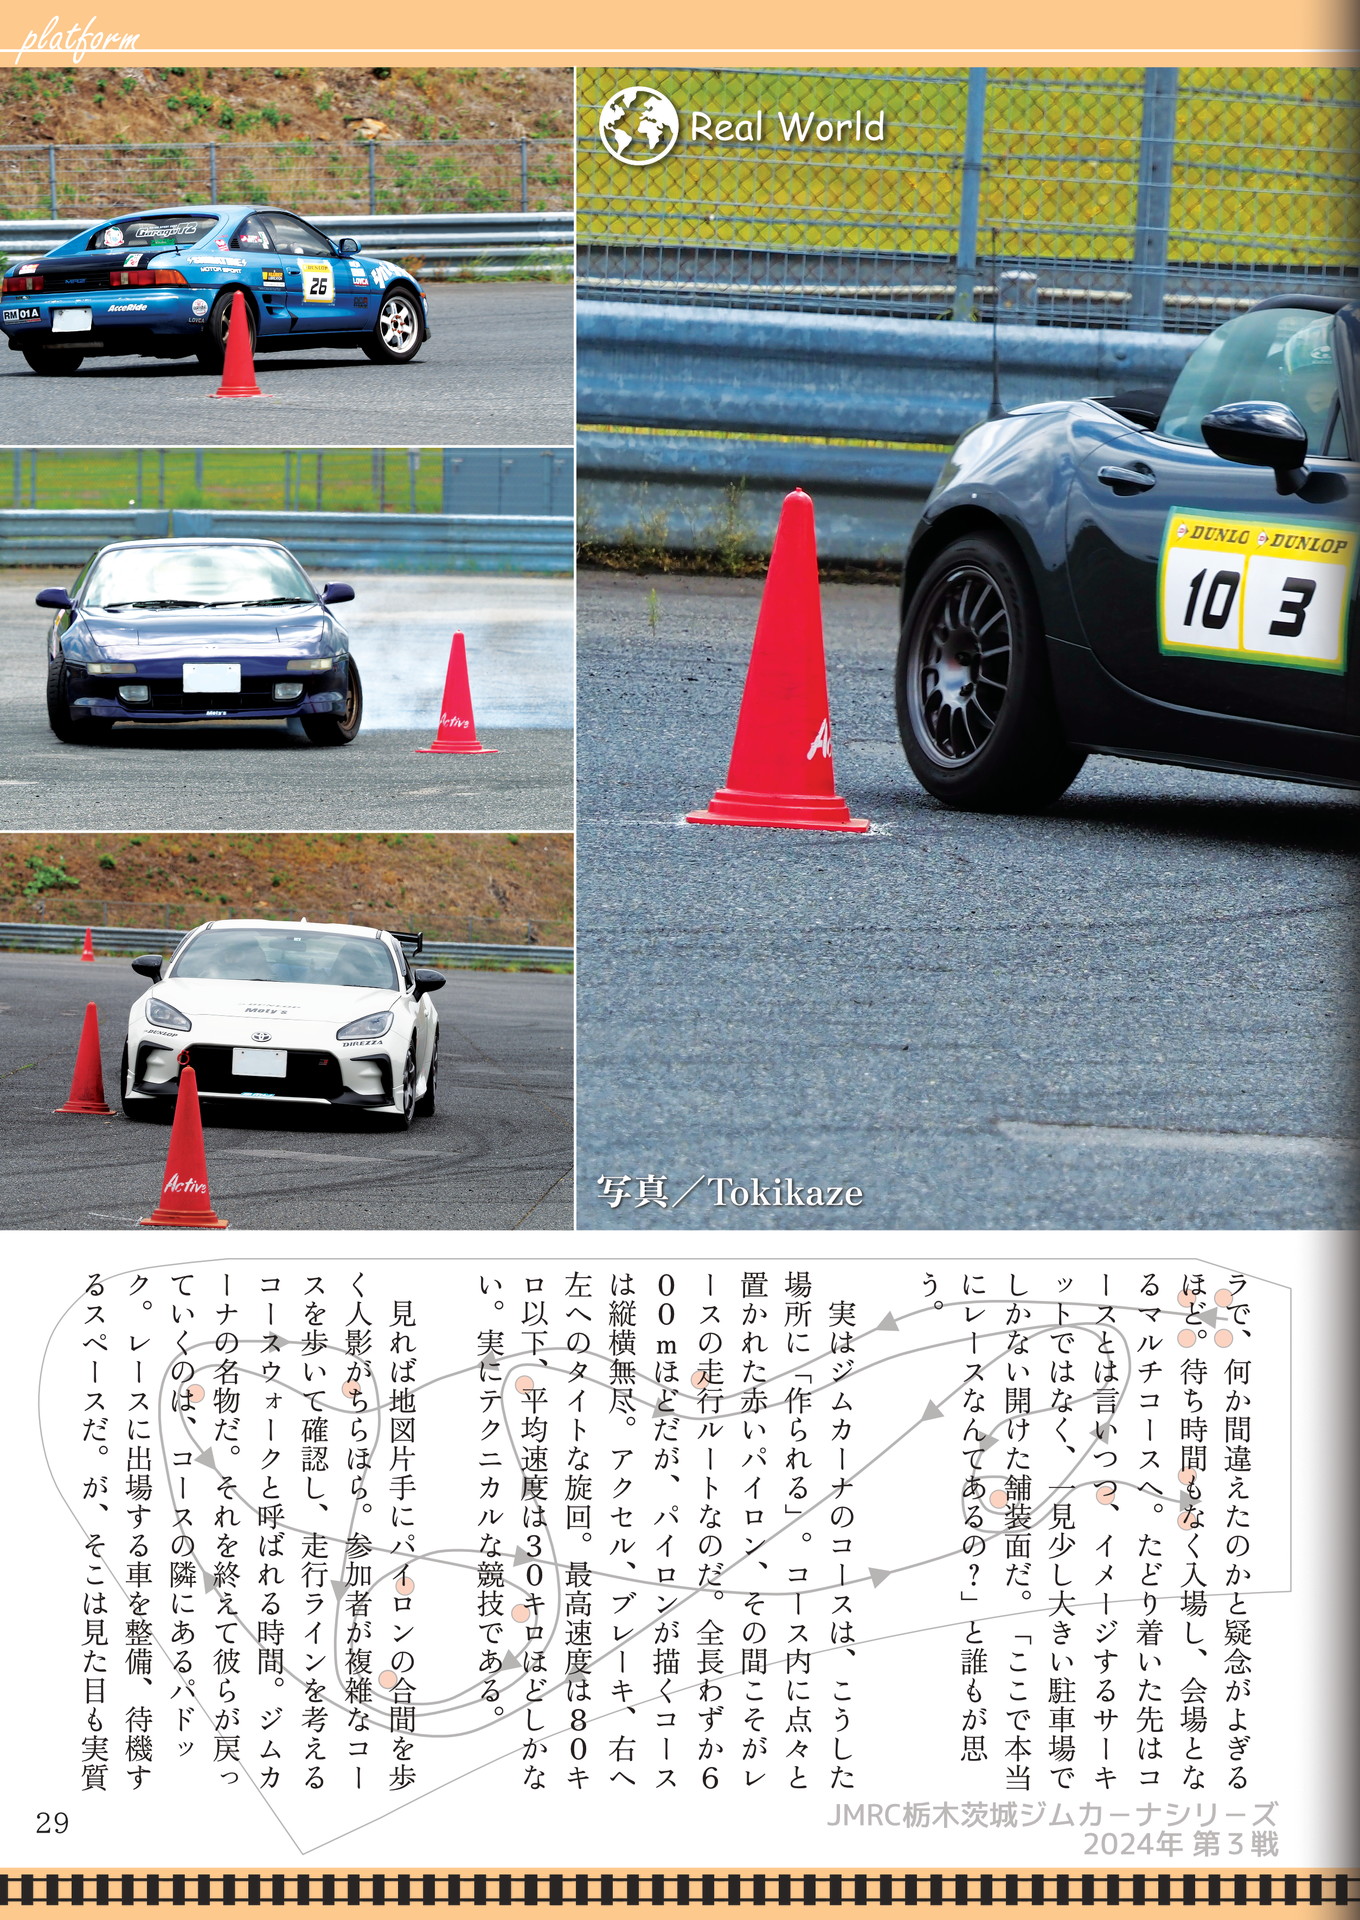 platform
Real World
GarageT's
MOTOR SPORT
DUNLOP
26
LOVCA
MR2
AcceRide
RM 01A
LOVCA
Moty's
Active
DUNLOP
Moty's
DUNLOP
DIREZZA
Active
DUNLO DUNLOP
10 3
Ac
写真／Tokikaze
ラで、何か間違えたのかと疑念がよぎる
ほど。待ち時間もなく入場し、会場とな
るマルチコースへ。たどり着いた先はコ
ースとは言いつつ、イメージするサーキ
ットではなく、一見少し大きい駐車場で
しかない開けた舗装面だ。「ここで本当
にレースなんてあるの？」と誰もが思
う。
実はジムカーナのコースは、こうした
場所に「作られる」。コース内に点々と
置かれた赤いパイロン、その間こそがレ
ースの走行ルートなのだ。全長わずか６
００ｍほどだが、パイロンが描くコース
は縦横無尽。アクセル、ブレーキ、右へ
左へのタイトな旋回。最高速度は８０キ
ロ以下、平均速度は３０キロほどしかな
い。実にテクニカルな競技である。
見れば地図片手にパイロンの合間を歩
く人影がちらほら。参加者が複雑なコー
スを歩いて確認し、走行ラインを考える
コースウォークと呼ばれる時間。ジムカ
ーナの名物だ。それを終えて彼らが戻っ
ていくのは、コースの隣にあるパドッ
ク。レースに出場する車を整備、待機す
るスペースだ。が、そこは見た目も実質
JMRC栃木茨城ジムカーナシリーズ
2024年 第３戦
29